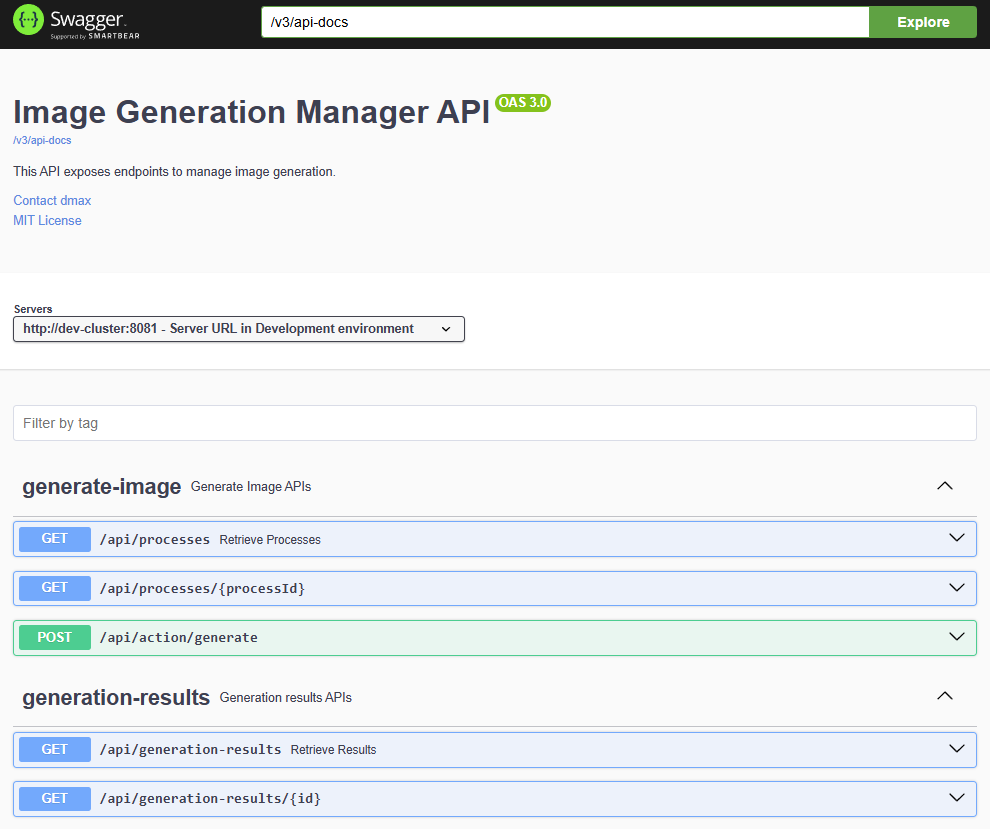 Swagger
Supported by SMARTBEAR
/v3/api-docs
Explore
Image Generation Manager API OAS 3.0
/v3/api-docs
This API exposes endpoints to manage image generation.
Contact dmax
MIT License
Servers
http://dev-cluster:8081 - Server URL in Development environment
Filter by tag
generate-image Generate Image APIs
GET /api/processes Retrieve Processes
GET /api/processes/{processId}
POST /api/action/generate
generation-results Generation results APIs
GET /api/generation-results Retrieve Results
GET /api/generation-results/{id}